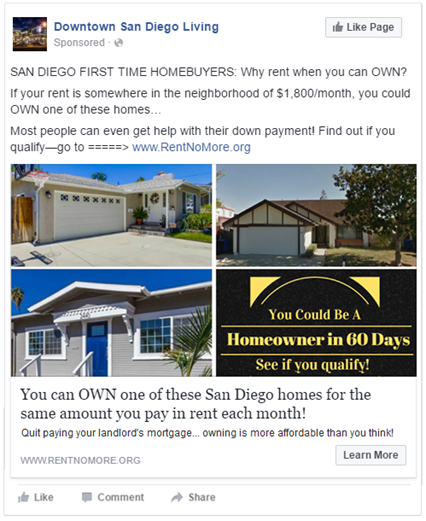 Downtown San Diego Living
Sponsored ·
Like Page
SAN DIEGO FIRST TIME HOMEBUYERS: Why rent when you can OWN?
If your rent is somewhere in the neighborhood of $1,800/month, you could
OWN one of these homes…
Most people can even get help with their down payment! Find out if you
qualify—go to =====> www.RentNoMore.org
You Could Be A
Homeowner in 60 Days
See if you qualify!
You can OWN one of these San Diego homes for the
same amount you pay in rent each month!
Quit paying your landlord's mortgage... owning is more affordable than you think!
WWW.RENTNOMORE.ORG
Learn More
Like Comment Share